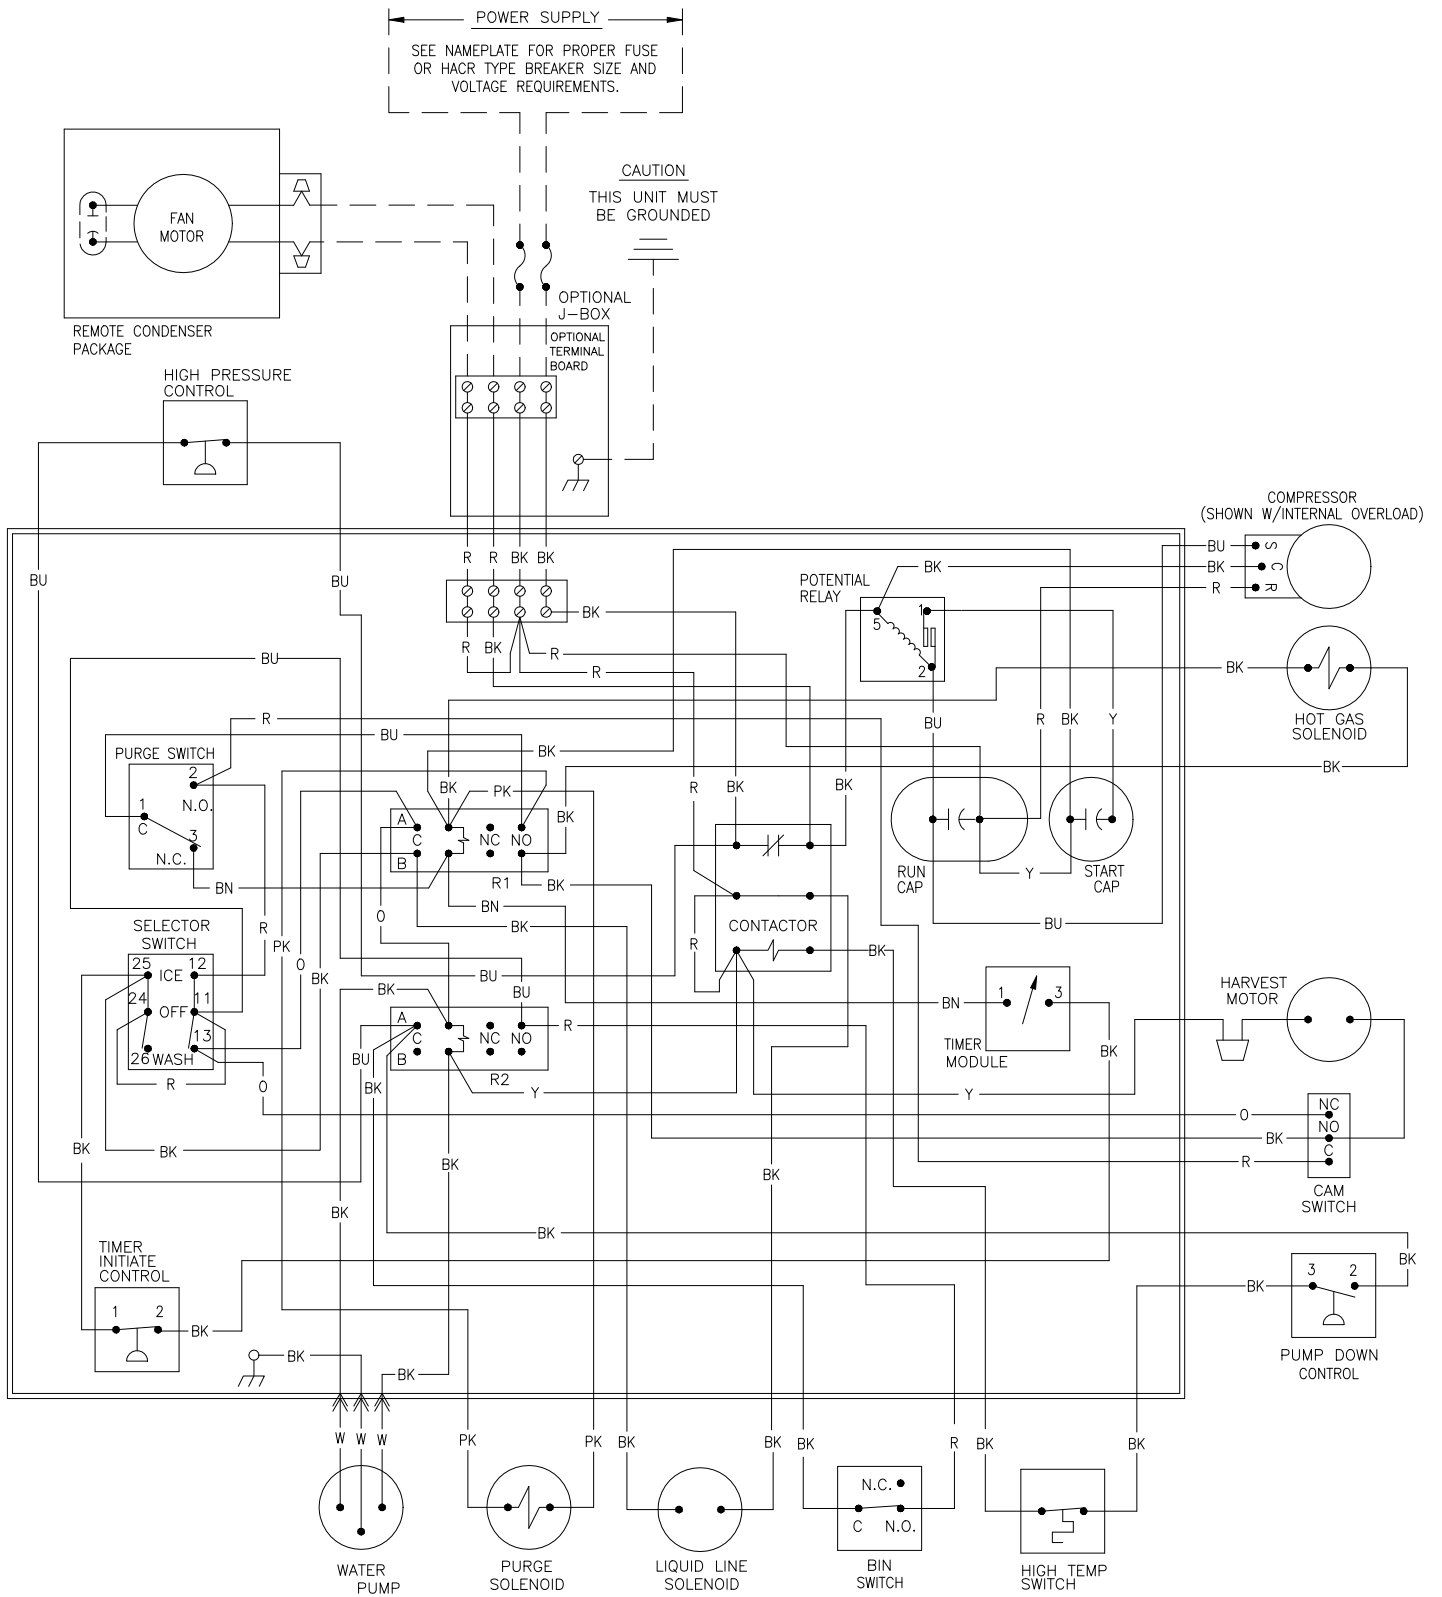 POWER SUPPLY
SEE NAMEPLATE FOR PROPER FUSE
OR HACR TYPE BREAKER SIZE AND
VOLTAGE REQUIREMENTS.
CAUTION
THIS UNIT MUST
BE GROUNDED
FAN
MOTOR
REMOTE CONDENSER
PACKAGE
OPTIONAL
J-BOX
OPTIONAL
TERMINAL
BOARD
HIGH PRESSURE
CONTROL
COMPRESSOR
(SHOWN W/INTERNAL OVERLOAD)
BU
BU
R
R
BK
BK
BU
S
BK
BK
C
R
R
POTENTIAL
RELAY
5
1
2
BK
R
BK
R
R
BU
BK
HOT GAS
SOLENOID
R
BU
BK
BU
R
BK
Y
BK
PURGE SWITCH
2
N.O.
1
C
3
N.C.
BN
BK
PK
BK
R
BK
BK
A
C
NC
NO
B
R1
BK
RUN
CAP
Y
START
CAP
SELECTOR
SWITCH
25
ICE
12
24
OFF
11
26
WASH
13
R
O
R
PK
O
BK
O
BN
BK
BU
BU
BK
R
CONTACTOR
BK
BU
BN
1
3
TIMER
MODULE
BK
HARVEST
MOTOR
A
C
NC
NO
B
R2
R
BU
BK
Y
Y
O
NC
BK
NO
C
R
CAM
SWITCH
BK
BK
BK
BK
BK
BK
BK
TIMER
INITIATE
CONTROL
1
2
BK
BK
BK
3
2
BK
PUMP DOWN
CONTROL
W
W
W
PK
PK
BK
BK
BK
R
BK
BK
N.C.
C
N.O.
WATER
PUMP
PURGE
SOLENOID
LIQUID LINE
SOLENOID
BIN
SWITCH
HIGH TEMP
SWITCH